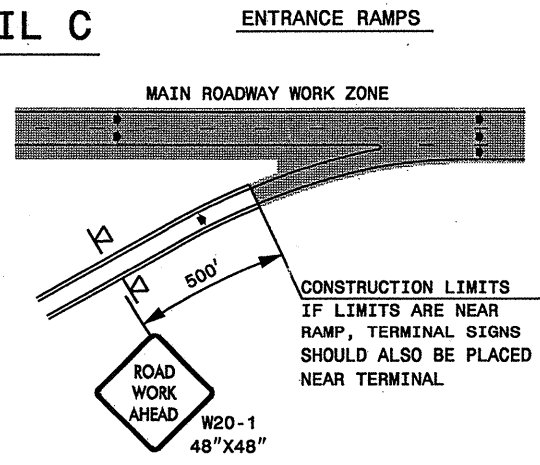 IL C
ENTRANCE RAMPS
MAIN ROADWAY WORK ZONE
500'
CONSTRUCTION LIMITS
IF LIMITS ARE NEAR
RAMP, TERMINAL SIGNS
SHOULD ALSO BE PLACED
NEAR TERMINAL
ROAD
WORK
AHEAD
W20-1
48"X48"